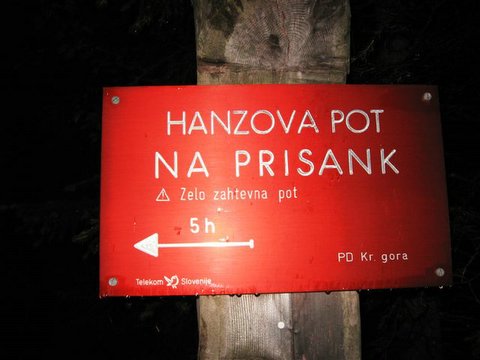 HANZOVA POT
NA PRISANK
Zelo zahtevna pot
5 h
PD Kr. gora
Telekom Slovenije